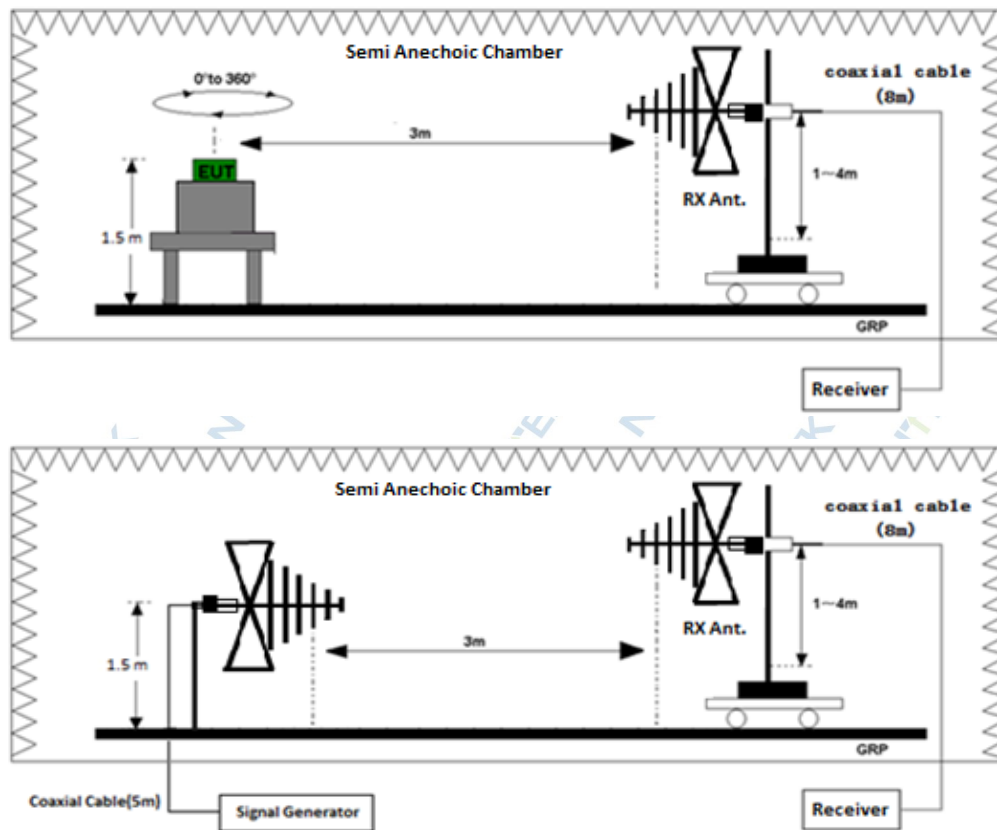 Semi Anechoic Chamber
0°to 360°
coaxial cable
(8m)
3m
EUT
1~4m
RX Ant.
1.5 m
GRP
Receiver
Semi Anechoic Chamber
coaxial cable
(8m)
1~4m
RX Ant.
3m
1.5 m
GRP
Coaxial Cable(5m)
Signal Generator
Receiver